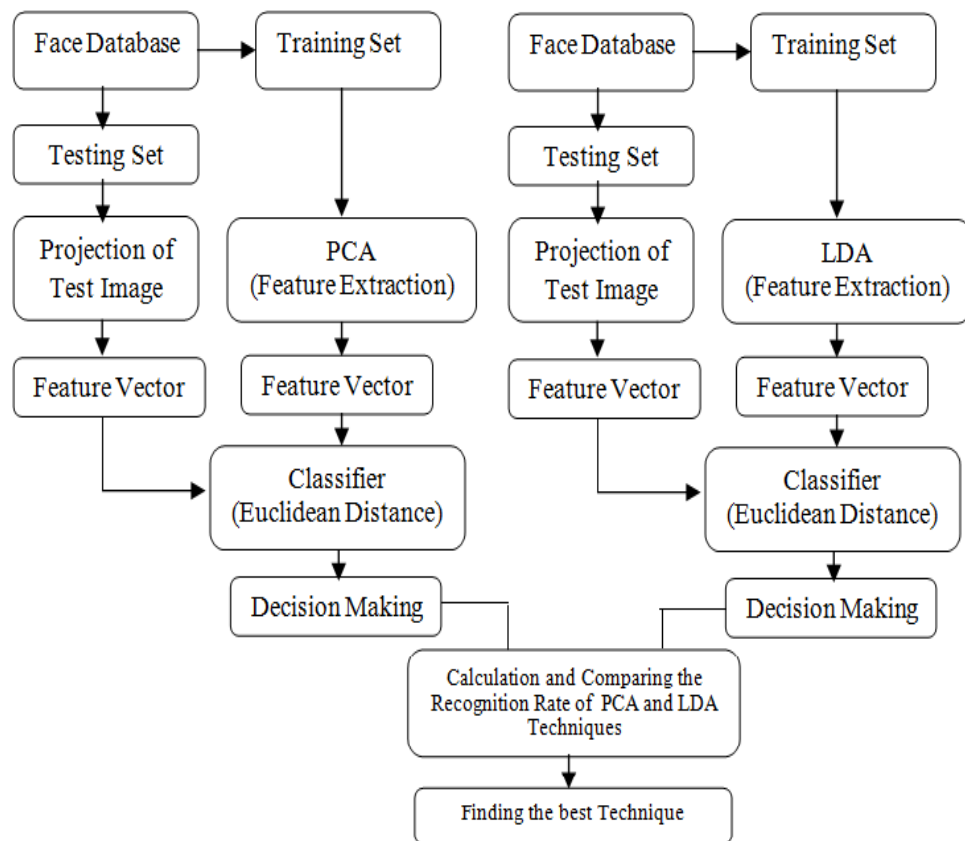 Face Database
Training Set
Testing Set
Projection of
Test Image
PCA
(Feature Extraction)
Feature Vector
Feature Vector
Classifier
(Euclidean Distance)
Decision Making
Face Database
Training Set
Testing Set
Projection of
Test Image
LDA
(Feature Extraction)
Feature Vector
Feature Vector
Classifier
(Euclidean Distance)
Decision Making
Calculation and Comparing the
Recognition Rate of PCA and LDA
Techniques
Finding the best Technique